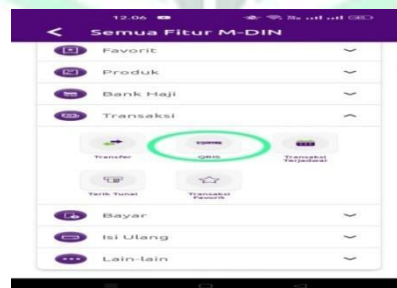 12.06
Semua Fitur M-DIN
Favorit
Produk
Bank Haji
Transaksi
Transfer
QRIS
Transaksi
Terjadwal
Tarik Tunai
Transaksi
Favorit
Bayar
Isi Ulang
Lain-lain